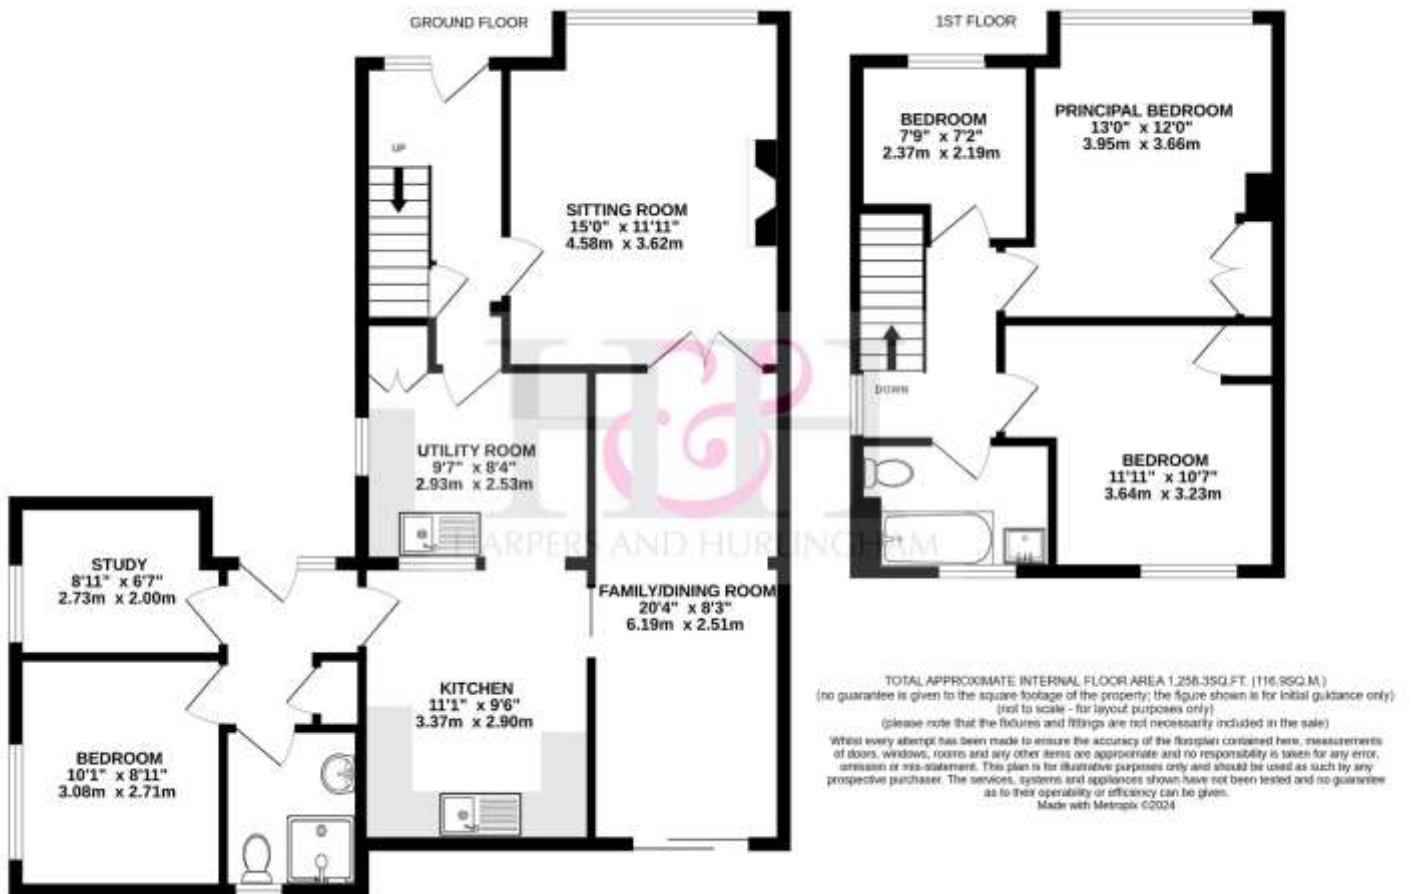 GROUND FLOOR
1ST FLOOR
UP
SITTING ROOM
15'0" x 11'11"
4.58m x 3.62m
UTILITY ROOM
9'7" x 8'4"
2.93m x 2.53m
STUDY
8'11" x 6'7"
2.73m x 2.00m
FAMILY/DINING ROOM
20'4" x 8'3"
6.19m x 2.51m
KITCHEN
11'1" x 9'6"
3.37m x 2.90m
BEDROOM
10'1" x 8'11"
3.08m x 2.71m
BEDROOM
7'9" x 7'2"
2.37m x 2.19m
PRINCIPAL BEDROOM
13'0" x 12'0"
3.95m x 3.66m
DOWN
BEDROOM
11'11" x 10'7"
3.64m x 3.23m
H&H
HARPERS AND HURLINGHAM
TOTAL APPROXIMATE INTERNAL FLOOR AREA 1,258.3SQ.FT. (116.9SQ.M.)
(no guarantee is given to the square footage of the property; the figure shown is for initial guidance only)
(not to scale - for layout purposes only)
(please note that the fixtures and fittings are not necessarily included in the sale)
Whilst every attempt has been made to ensure the accuracy of the floorplan contained here, measurements
of doors, windows, rooms and any other items are approximate and no responsibility is taken for any error,
omission or mis-statement. This plan is for illustrative purposes only and should be used as such by any
prospective purchaser. The services, systems and appliances shown have not been tested and no guarantee
as to their operability or efficiency can be given.
Made with Metropix ©2024